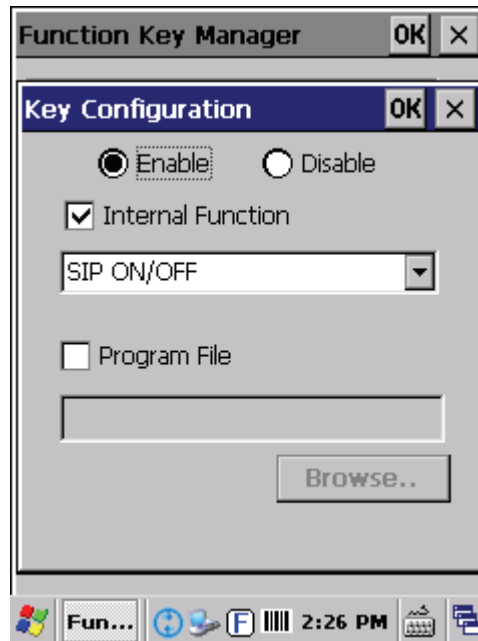 Function Key Manager OK ×
Key Configuration OK ×
Enable Disable
Internal Function
SIP ON/OFF
Program File
Browse..
Fun... F 2:26 PM